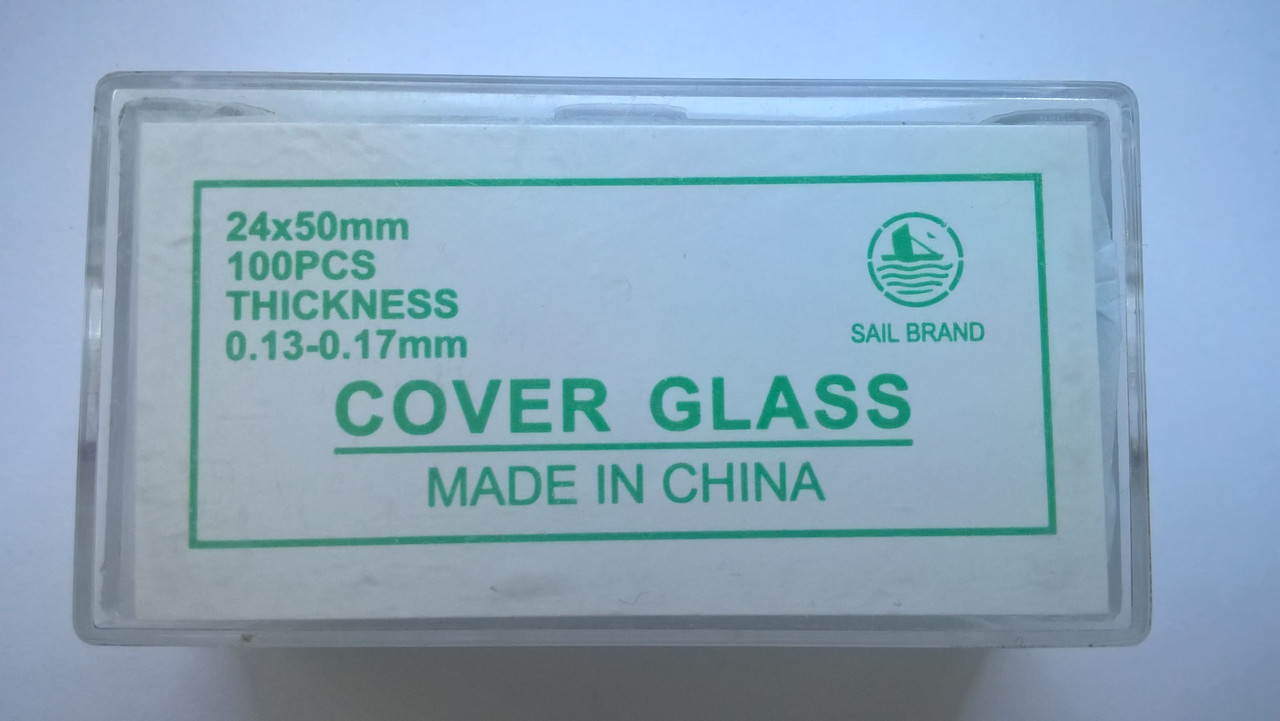 24x50mm
100PCS
THICKNESS
0.13-0.17mm
SAIL BRAND
COVER GLASS
MADE IN CHINA